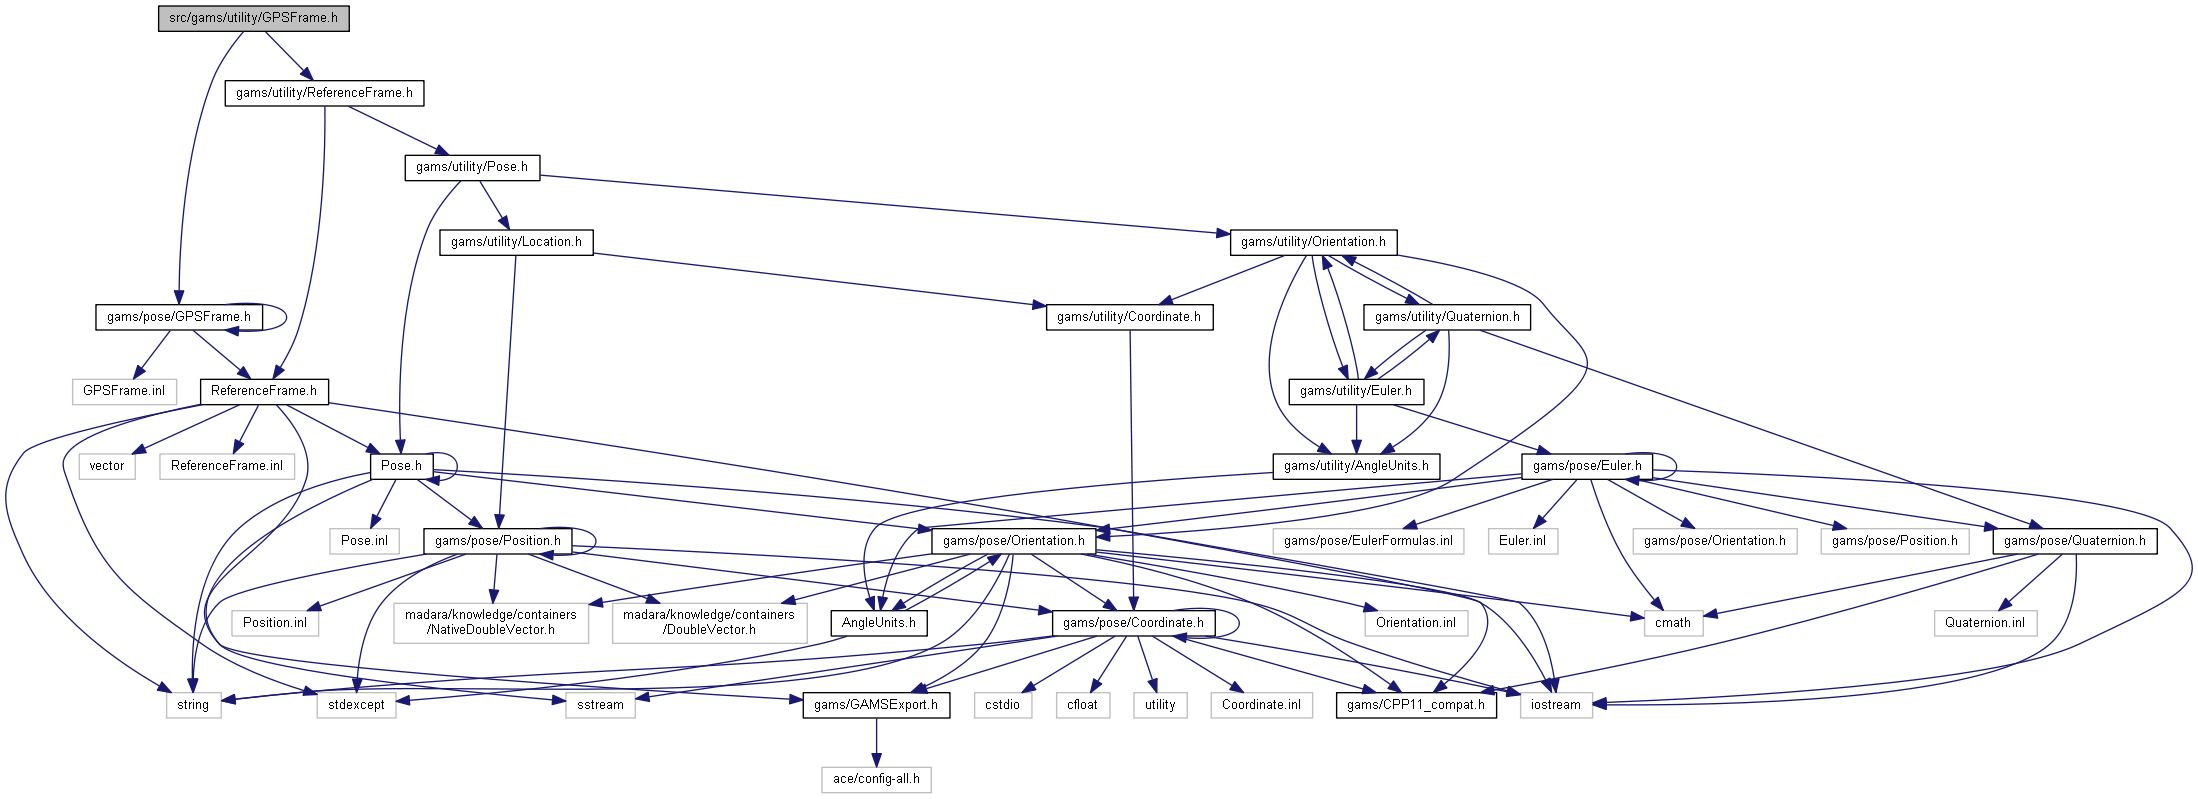 src/gams/utility/GPSFrame.h
gams/utility/ReferenceFrame.h
gams/utility/Pose.h
gams/utility/Location.h
gams/utility/Orientation.h
gams/pose/GPSFrame.h
gams/utility/Coordinate.h
gams/utility/Quaternion.h
GPSFrame.inl
ReferenceFrame.h
gams/utility/Euler.h
vector
ReferenceFrame.inl
Pose.h
gams/utility/AngleUnits.h
gams/pose/Euler.h
Pose.inl
gams/pose/Position.h
gams/pose/Orientation.h
gams/pose/EulerFormulas.inl
Euler.inl
gams/pose/Orientation.h
gams/pose/Position.h
gams/pose/Quaternion.h
Position.inl
madara/knowledge/containers
/NativeDoubleVector.h
madara/knowledge/containers
/DoubleVector.h
AngleUnits.h
gams/pose/Coordinate.h
Orientation.inl
cmath
Quaternion.inl
string
stdexcept
sstream
gams/GAMSExport.h
cstdio
cfloat
utility
Coordinate.inl
gams/CPP11_compat.h
iostream
ace/config-all.h